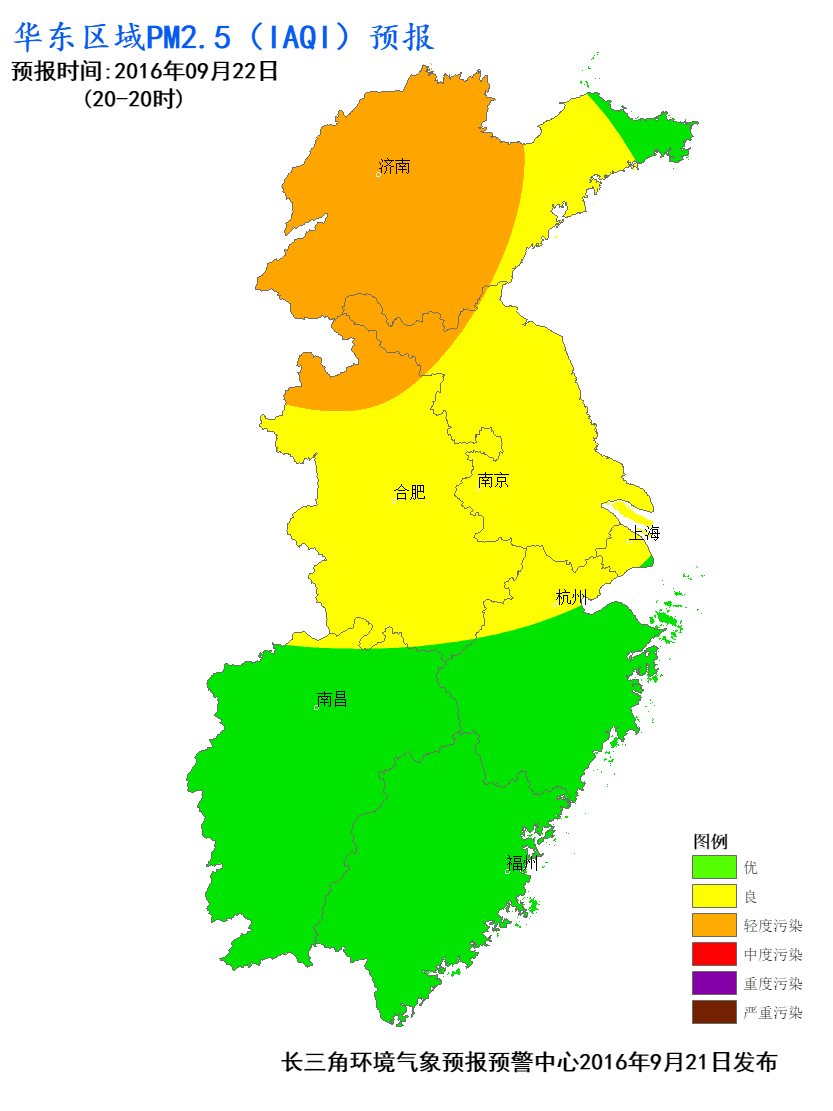 华东区域PM2.5（IAQI）预报
预报时间:2016年09月22日
(20-20时)
济南
合肥
南京
上海
杭州
南昌
福州
图例
优
良
轻度污染
中度污染
重度污染
严重污染
长三角环境气象预报预警中心2016年9月21日发布